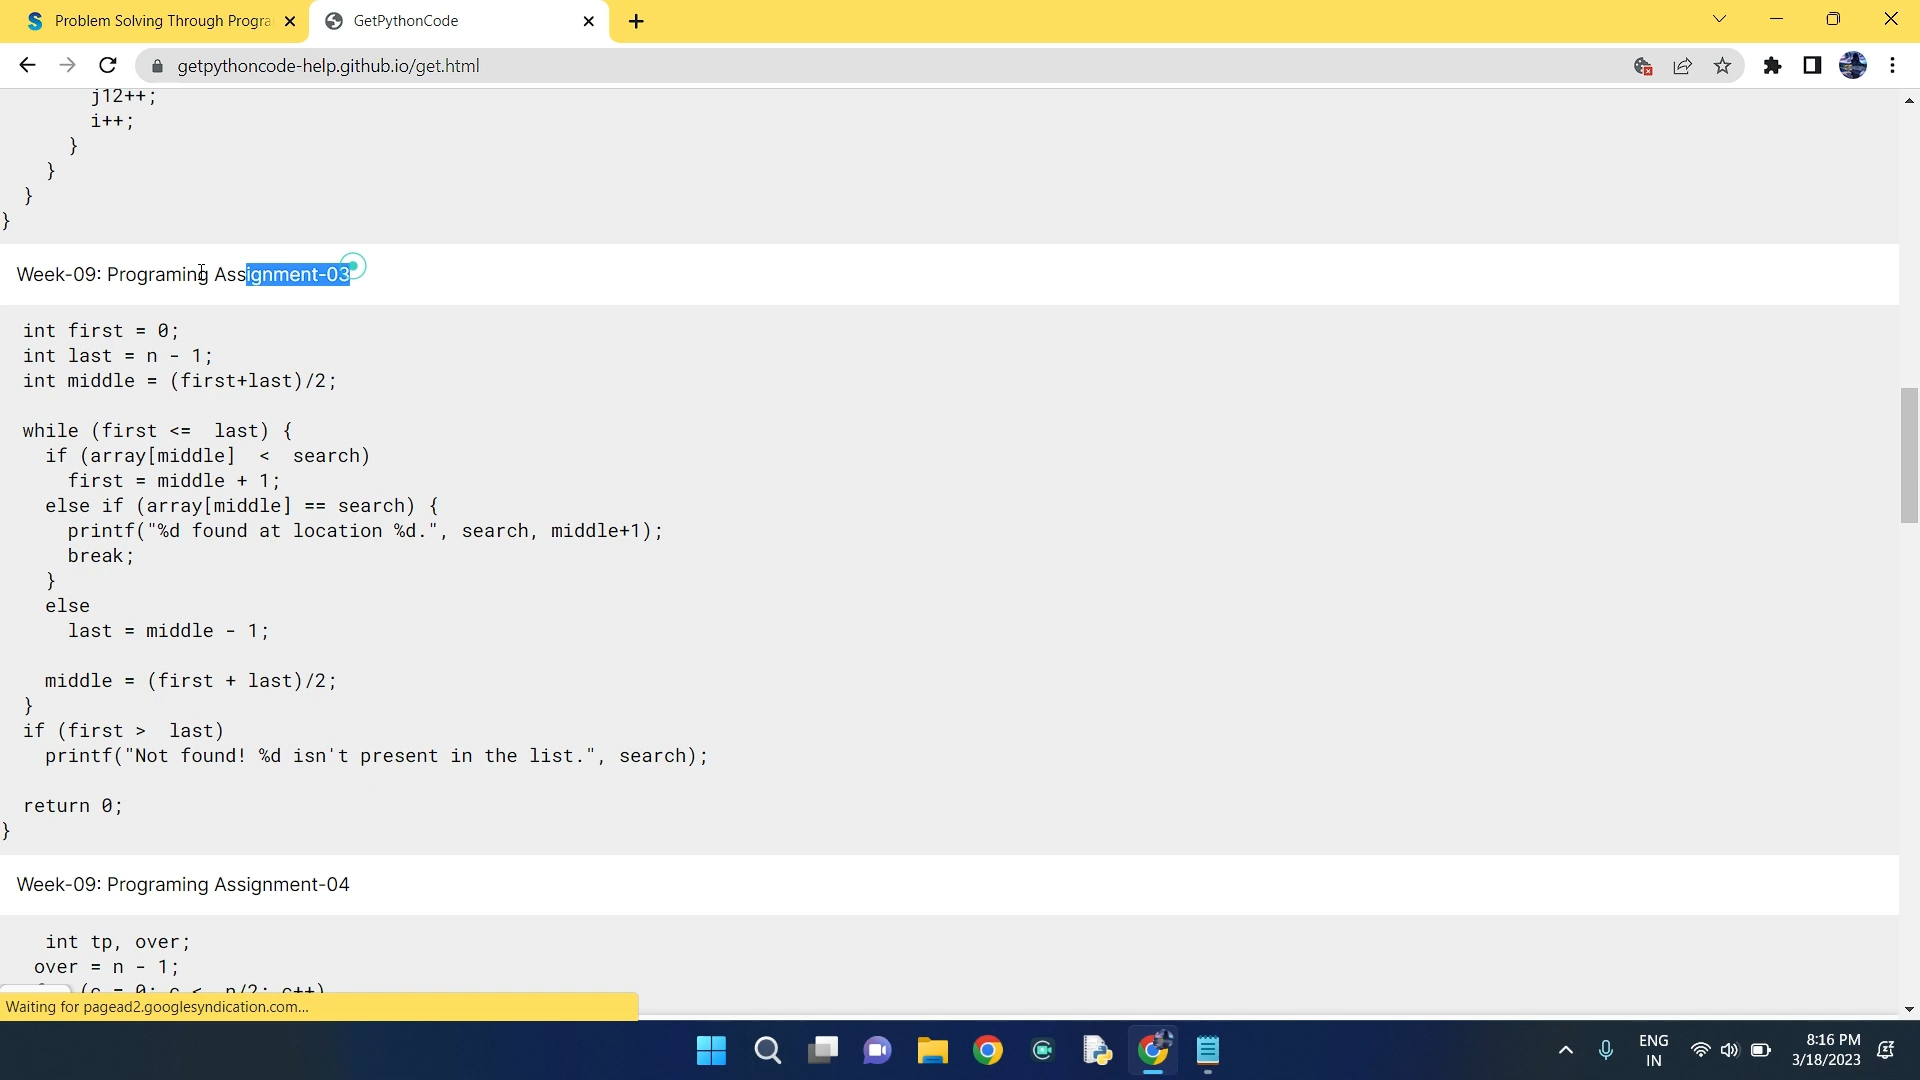 Problem Solving Through Progra
GetPythonCode
getpythoncode-help.github.io/get.html
j12++;
i++;
}
}
}
}
Week-09: Programing Assignment-03
int first = 0;
int last = n - 1;
int middle = (first+last)/2;
while (first <= last) {
if (array[middle] < search)
first = middle + 1;
else if (array[middle] == search) {
printf("%d found at location %d.", search, middle+1);
break;
}
else
last = middle - 1;
middle = (first + last)/2;
}
if (first > last)
printf("Not found! %d isn't present in the list.", search);
return 0;
}
Week-09: Programing Assignment-04
int tp, over;
over = n - 1;
(c = 0; c < n/2; c++)
Waiting for pagead2.googlesyndication.com...
ENG
IN
8:16 PM
3/18/2023